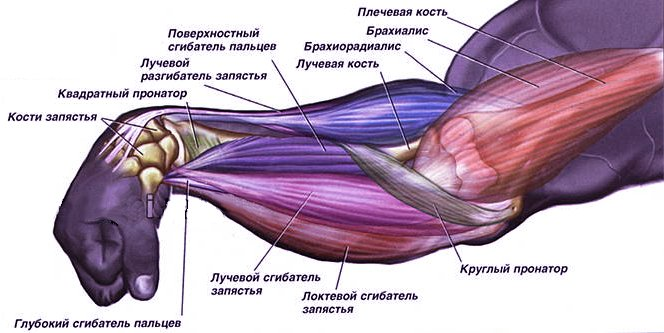 Плечевая кость
Брахиалис
Поверхностный
сгибатель пальцев
Брахиорадиалис
Лучевая кость
Лучевой
разгибатель запястья
Квадратный пронатор
Кости запястья
Круглый пронатор
Лучевой сгибатель
запястья
Локтевой сгибатель
запястья
Глубокий сгибатель пальцев